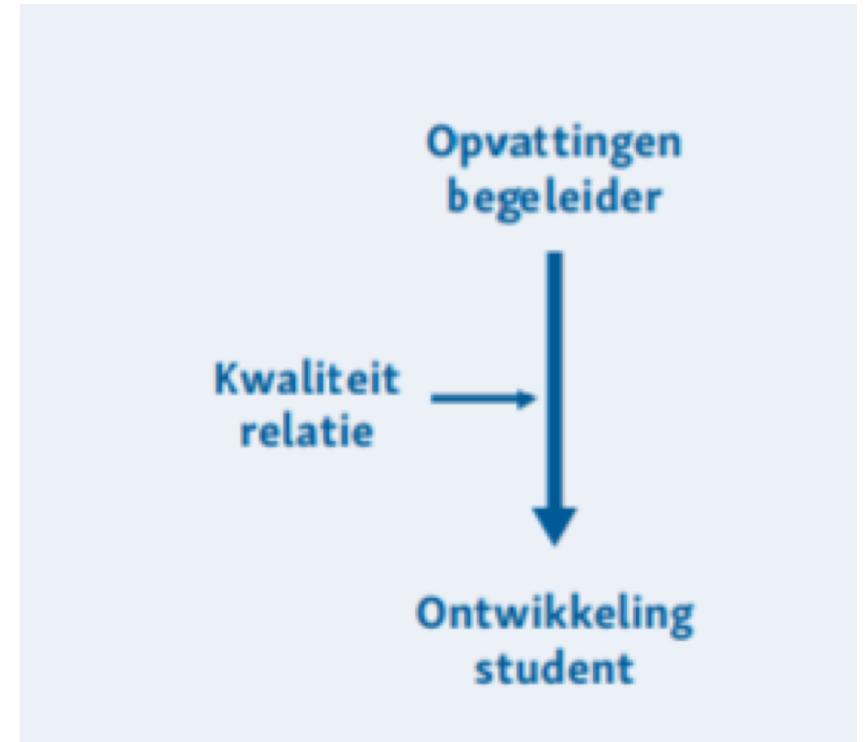 Opvattingen
begeleider
Kwaliteit
relatie
Ontwikkeling
student